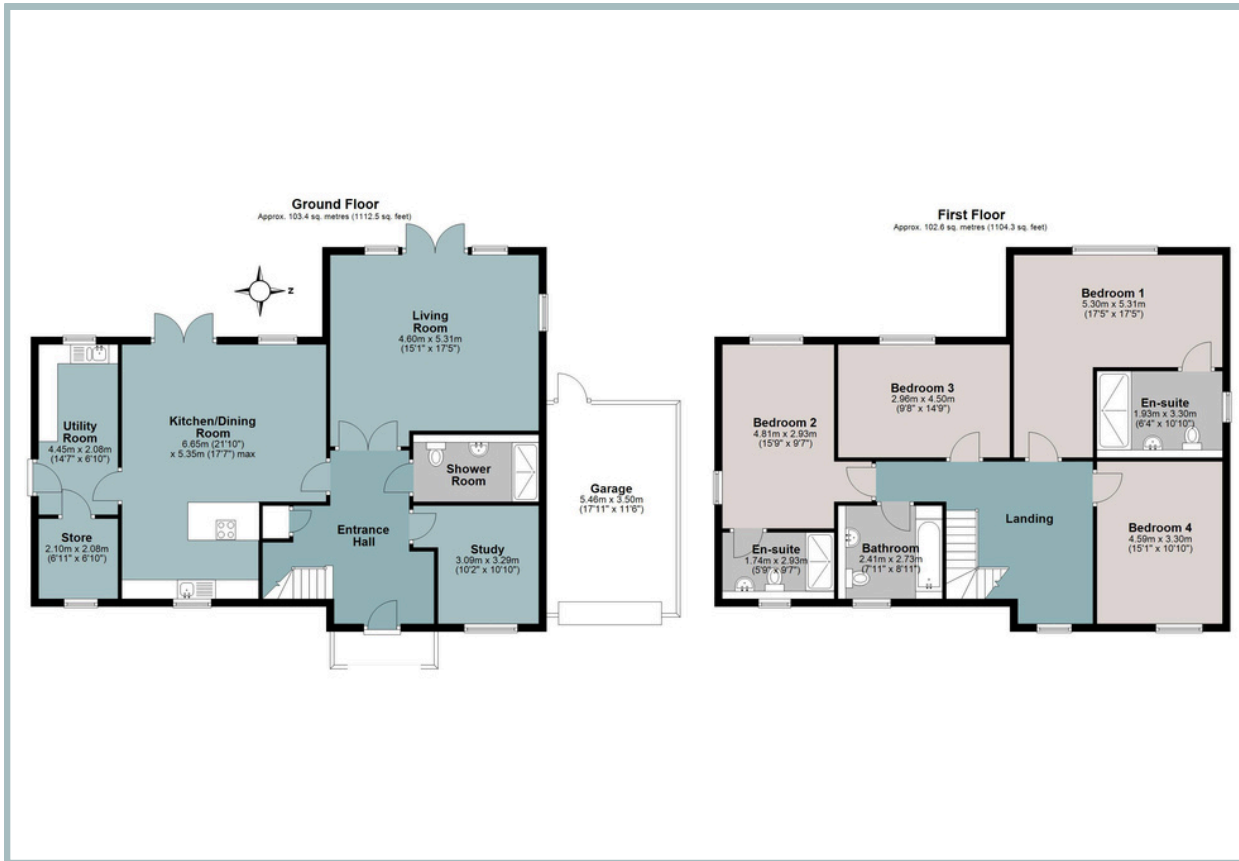 Ground Floor
Approx. 103.4 sq. metres (1112.5 sq. feet)
Z
Living
Room
4.60m x 5.31m
(15'1" x 17'5")
Kitchen/Dining
Room
6.65m (21'10")
x 5.35m (17'7") max
Utility
Room
4.45m x 2.08m
(14'7" x 6'10")
Shower
Room
Garage
5.46m x 3.50m
(17'11" x 11'6")
Entrance
Hall
Store
2.10m x 2.08m
(6'11" x 6'10")
Study
3.09m x 3.29m
(10'2" x 10'10")
First Floor
Approx. 102.6 sq. metres (1104.3 sq. feet)
Bedroom 1
5.30m x 5.31m
(17'5" x 17'5")
Bedroom 3
2.96m x 4.50m
(9'8" x 14'9")
Bedroom 2
4.81m x 2.93m
(15'9" x 9'7")
En-suite
1.93m x 3.30m
(6'4" x 10'10")
Landing
Bedroom 4
4.59m x 3.30m
(15'1" x 10'10")
En-suite
1.74m x 2.93m
(5'9" x 9'7")
Bathroom
2.41m x 2.73m
(7'11" x 8'11")